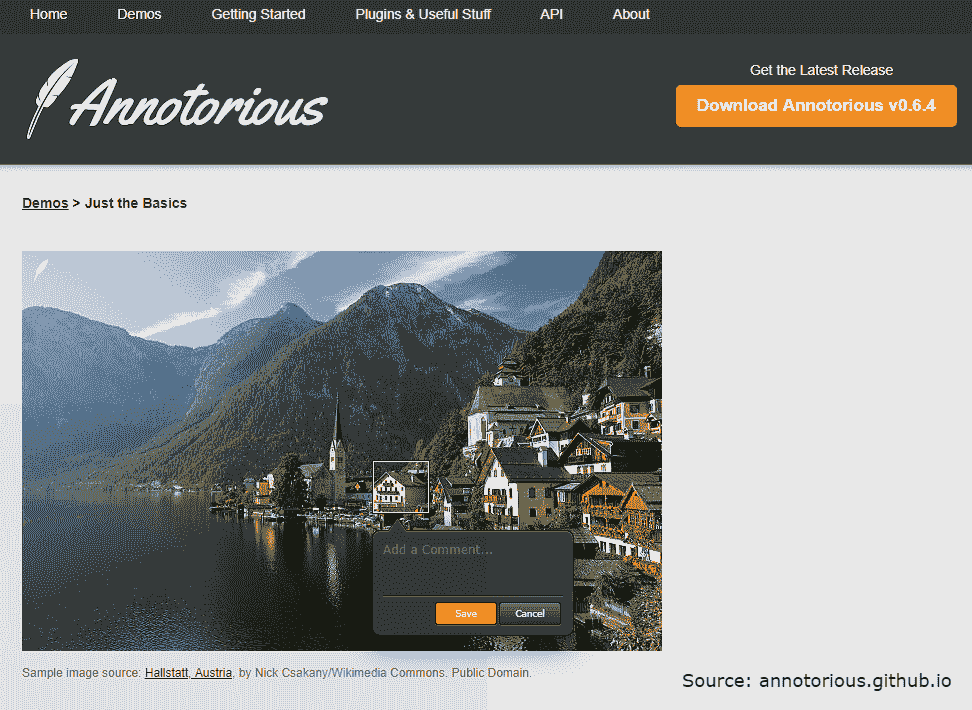 Home Demos Getting Started Plugins & Useful Stuff API About
Annotorious
Get the Latest Release
Download Annotorious v0.6.4
Demos > Just the Basics
Add a Comment...
Save Cancel
Sample image source: Hallstatt, Austria, by Nick Csakany/Wikimedia Commons. Public Domain.
Source: annotorious.github.io